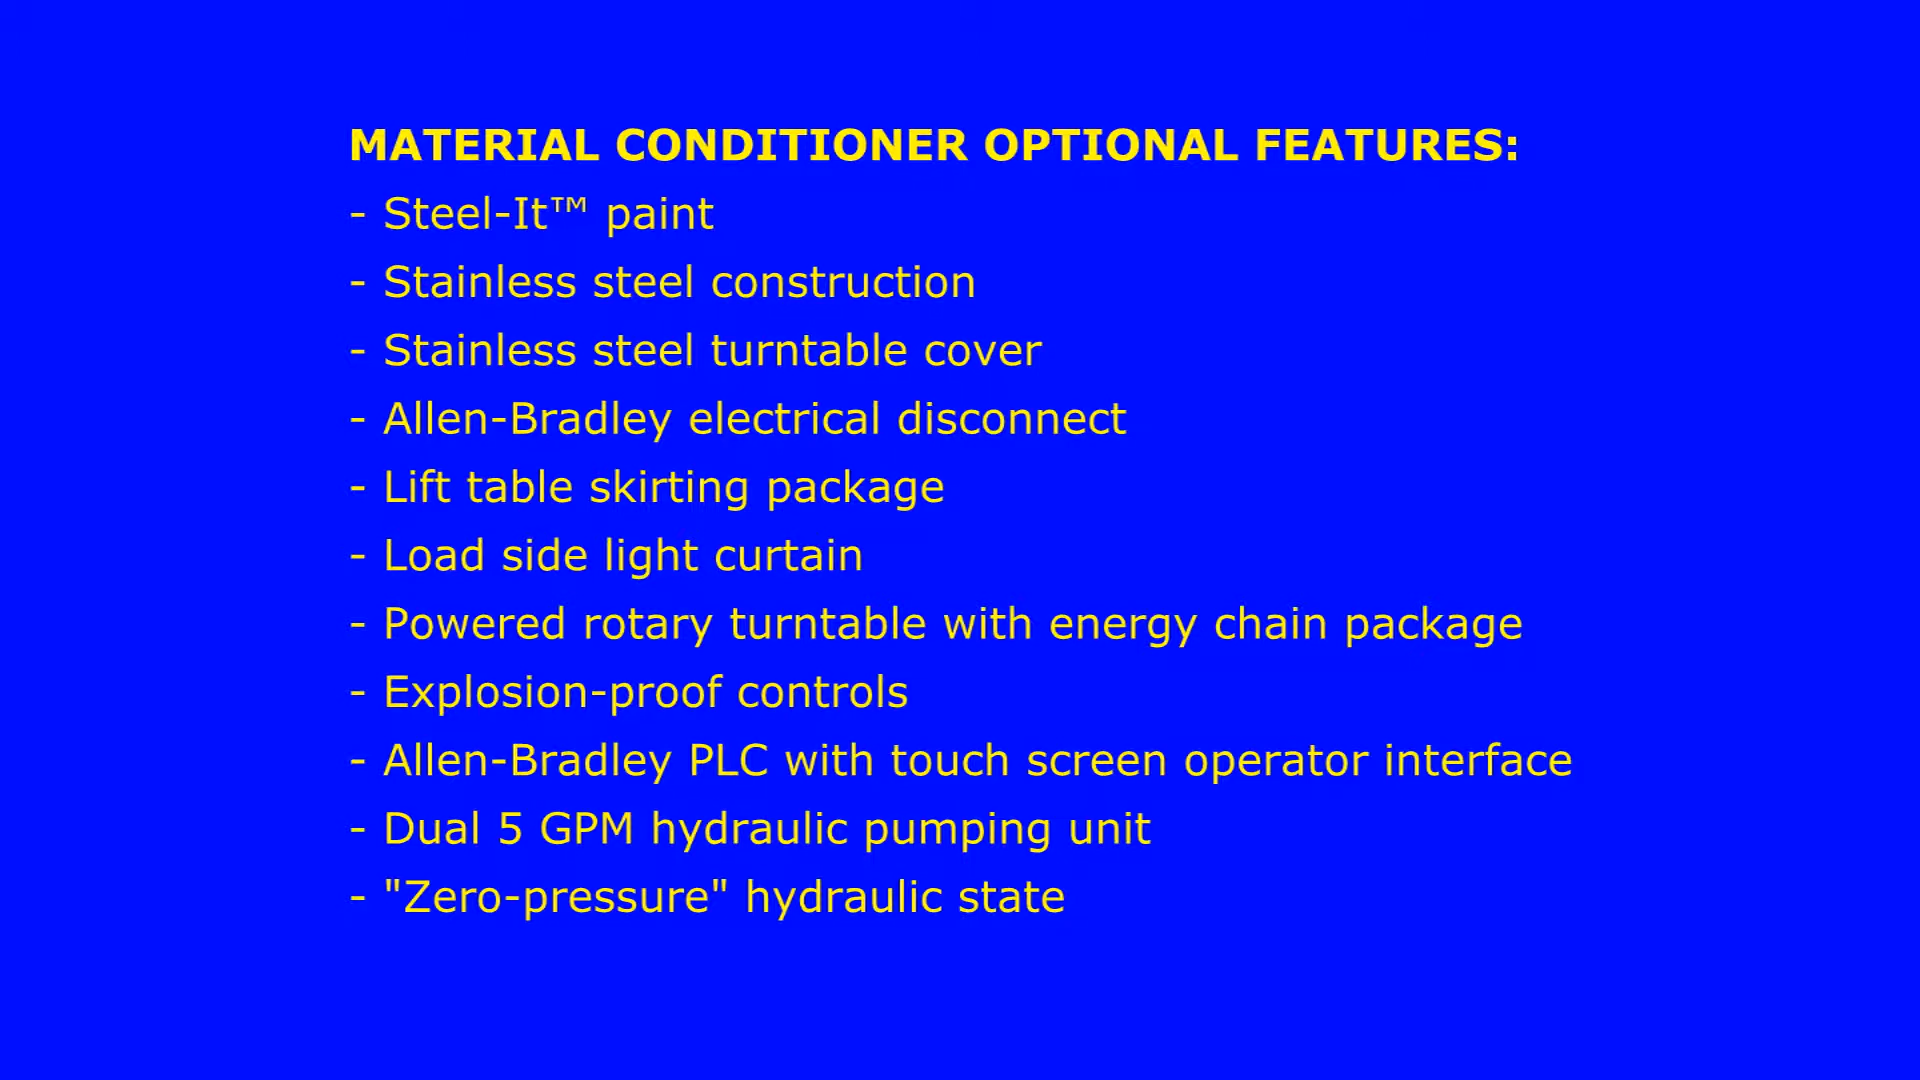 MATERIAL CONDITIONER OPTIONAL FEATURES:
- Steel-It™ paint
- Stainless steel construction
- Stainless steel turntable cover
- Allen-Bradley electrical disconnect
- Lift table skirting package
- Load side light curtain
- Powered rotary turntable with energy chain package
- Explosion-proof controls
- Allen-Bradley PLC with touch screen operator interface
- Dual 5 GPM hydraulic pumping unit
- "Zero-pressure" hydraulic state